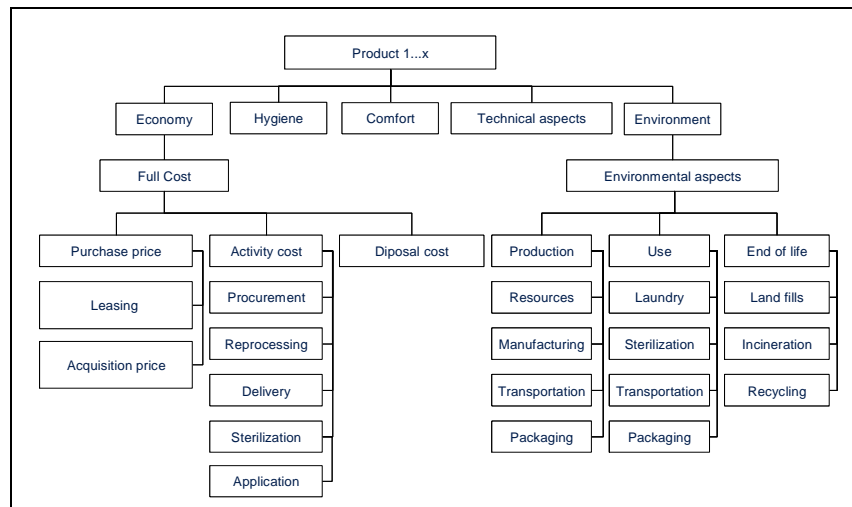 Product 1...x
Economy
Hygiene
Comfort
Technical aspects
Environment
Full Cost
Environmental aspects
Purchase price
Activity cost
Diposal cost
Production
Use
End of life
Leasing
Procurement
Resources
Laundry
Land fills
Acquisition price
Reprocessing
Manufacturing
Sterilization
Incineration
Delivery
Transportation
Transportation
Recycling
Sterilization
Packaging
Packaging
Application